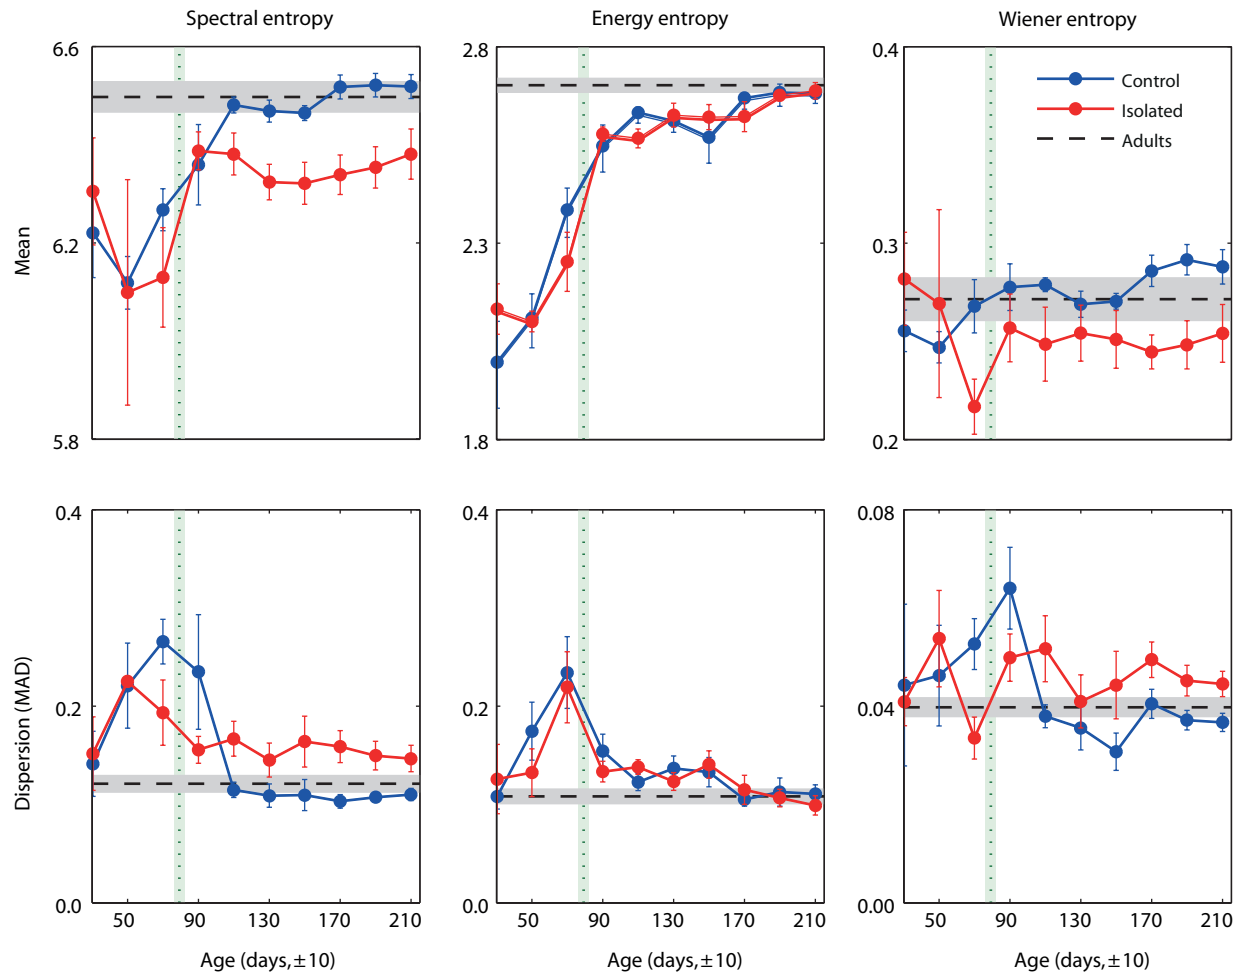 Spectral entropy
Energy entropy
Wiener entropy
Mean
6.6
6.2
5.8
2.8
2.3
1.8
0.4
0.3
0.2
Control
Isolated
Adults
Dispersion (MAD)
0.4
0.2
0.0
0.4
0.2
0.0
0.08
0.04
0.00
50 90 130 170 210
50 90 130 170 210
50 90 130 170 210
Age (days,±10)
Age (days,±10)
Age (days,±10)